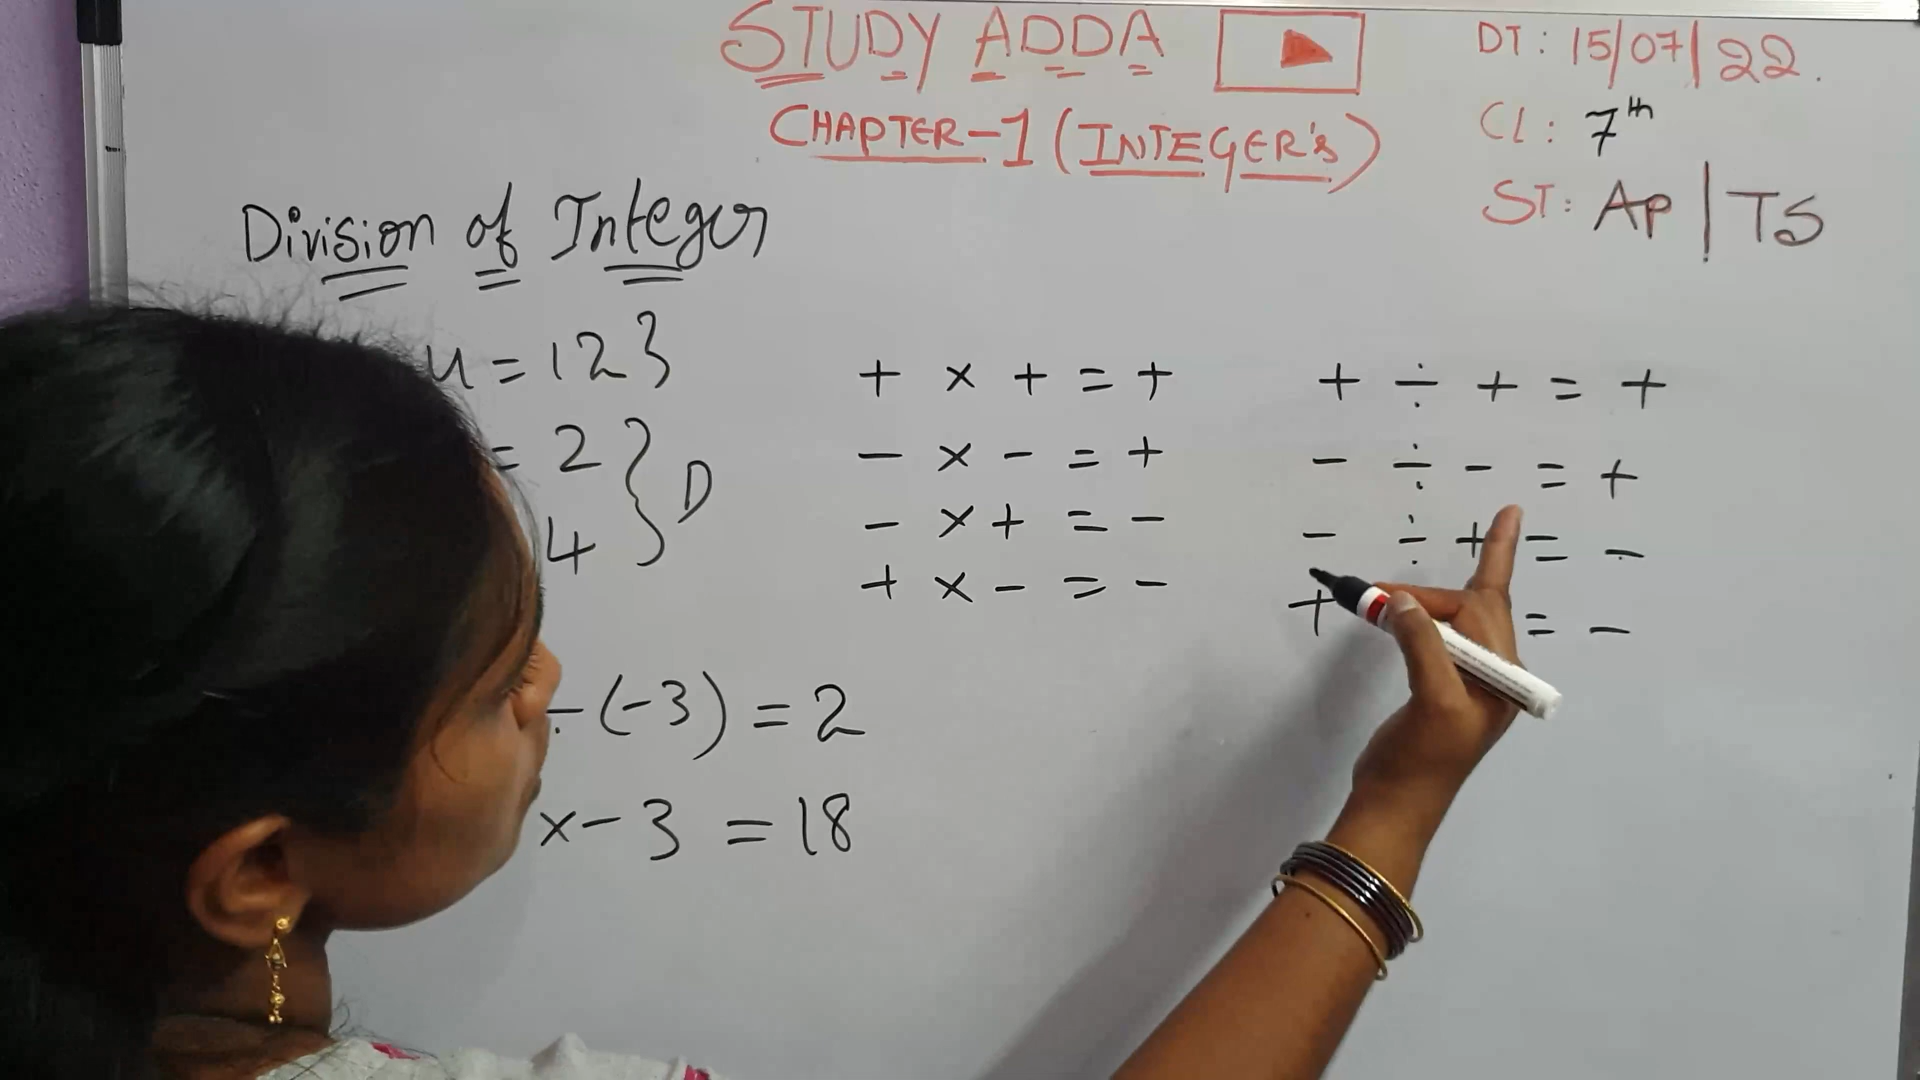 STUDY ADDA
DT: 15/07/22.
CHAPTER-1 (INTEGER's)
CL: 7th
ST: AP | TS
Division of Integer
= 12 }
= 2 } D
4
+ × + = +
- × - = +
- × + = -
+ × - = -
+ ÷ + = +
- ÷ - = +
- ÷ + = -
+ = -
÷ (-3) = 2
× - 3 = 18